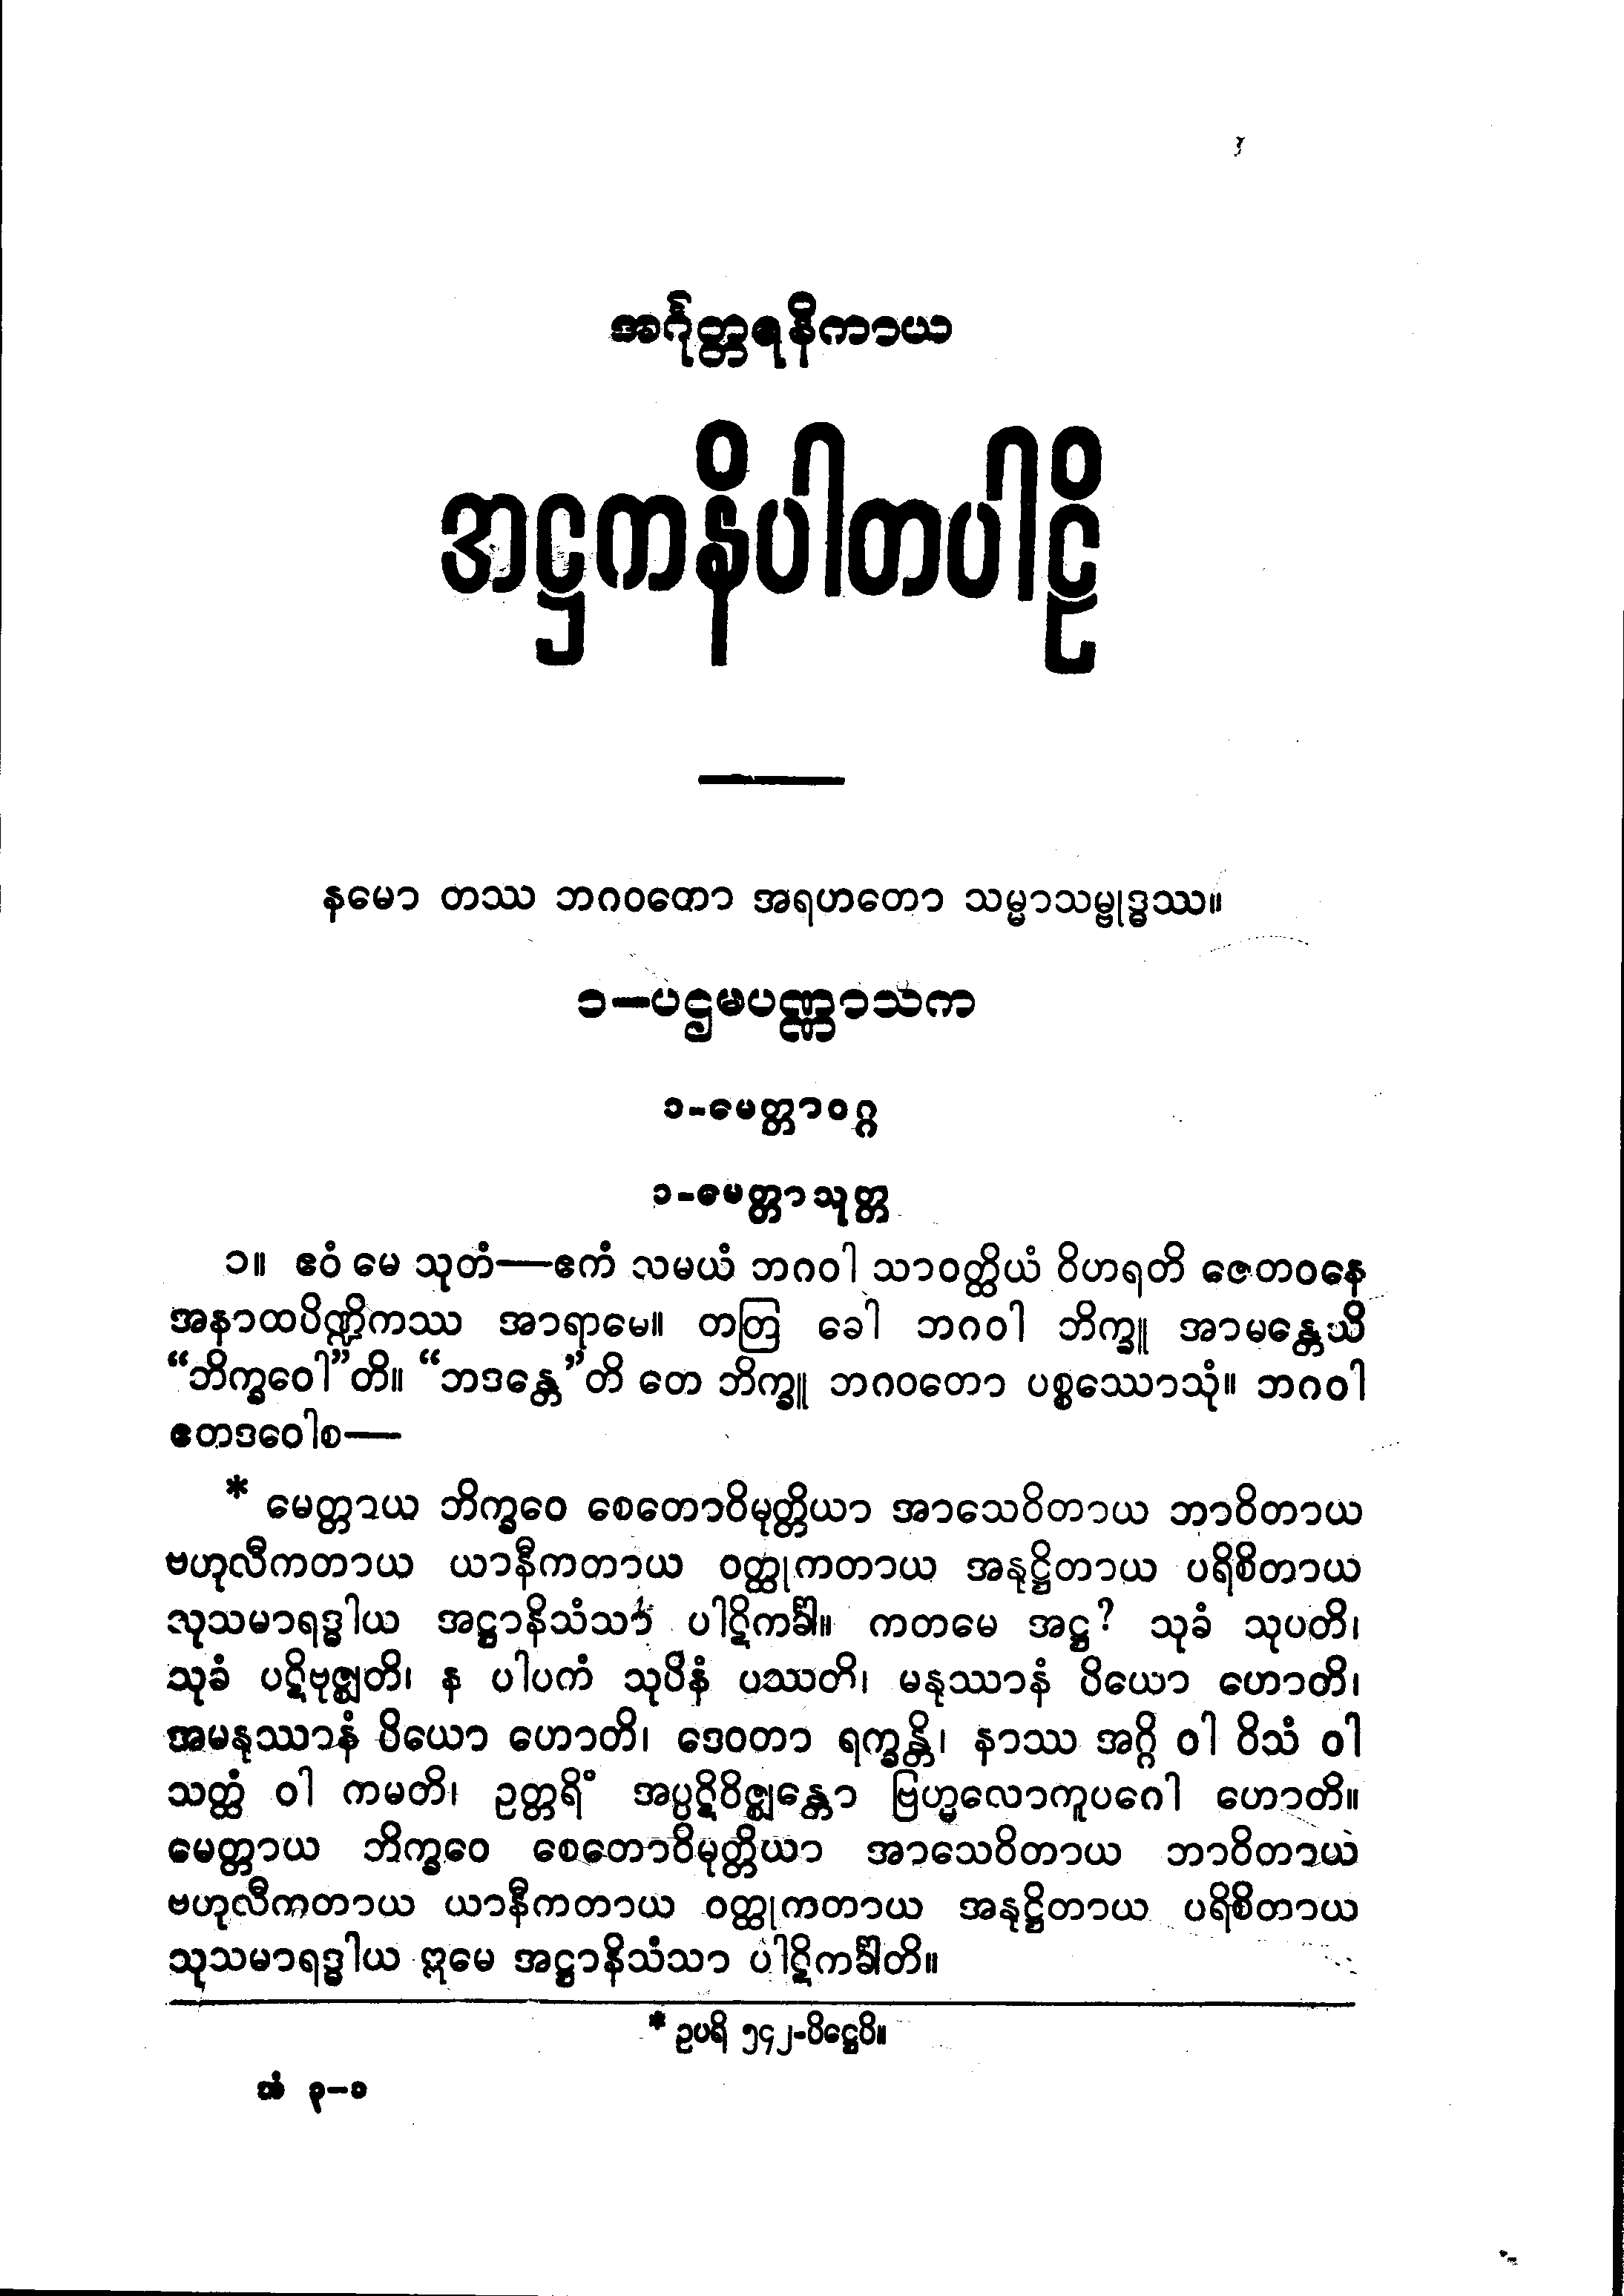 အင်္ဂုတ္တရနိကာယ
အဋ္ဌကနိပါတပါဠိ
နမော တဿ ဘဂဝတော အရဟတော သမ္မာသမ္ဗုဒ္ဓဿ။
၁—ပဌမပဏ္ဏာသက
၁-မေတ္တာဝဂ္ဂ
၁-မေတ္တာသုတ္တ
၁။ ဧဝံ မေ သုတံ—ဧကံ သမယံ ဘဂဝါ သာဝတ္ထိယံ ဝိဟရတိ ဇေတဝနေ
အနာထပိဏ္ဍိကဿ အာရာမေ။ တတြ ခေါ ဘဂဝါ ဘိက္ခူ အာမန္တေသိ
“ဘိက္ခဝေါ”တိ။ “ဘဒန္တေ”တိ တေ ဘိက္ခူ ဘဂဝတော ပစ္စဿောသုံ။ ဘဂဝါ
ဧတဒဝေါစ—
* မေတ္တာယ ဘိက္ခဝေ စေတောဝိမုတ္တိယာ အာသေဝိတာယ ဘာဝိတာယ
ဗဟုလီကတာယ ယာနီကတာယ ဝတ္ထုကတာယ အနုဋ္ဌိတာယ ပရိစိတာယ
သုသမာရဒ္ဓါယ အဋ္ဌာနိသံသာ ပါဋိကင်္ခါ။ ကတမေ အဋ္ဌ? သုခံ သုပတိ၊
သုခံ ပဋိဗုဇ္ဈတိ၊ န ပါပကံ သုပိနံ ပဿတိ၊ မနုဿာနံ ပိယော ဟောတိ၊
အမနုဿာနံ ပိယော ဟောတိ၊ ဒေဝတာ ရက္ခန္တိ၊ နာဿ အဂ္ဂိ ဝါ ဝိသံ ဝါ
သတ္ထံ ဝါ ကမတိ၊ ဥတ္တရိံ အပ္ပဋိဝိဇ္ဈန္တော ဗြဟ္မလောကူပဂေါ ဟောတိ။
မေတ္တာယ ဘိက္ခဝေ စေတောဝိမုတ္တိယာ အာသေဝိတာယ ဘာဝိတာယ
ဗဟုလီကတာယ ယာနီကတာယ ဝတ္ထုကတာယ အနုဋ္ဌိတာယ ပရိစိတာယ
သုသမာရဒ္ဓါယ ဣမေ အဋ္ဌာနိသံသာ ပါဋိကင်္ခါတိ။
* ဥပရိ ၅၄၂-ပိဋ္ဌေပိ။
အံ ၃–၁